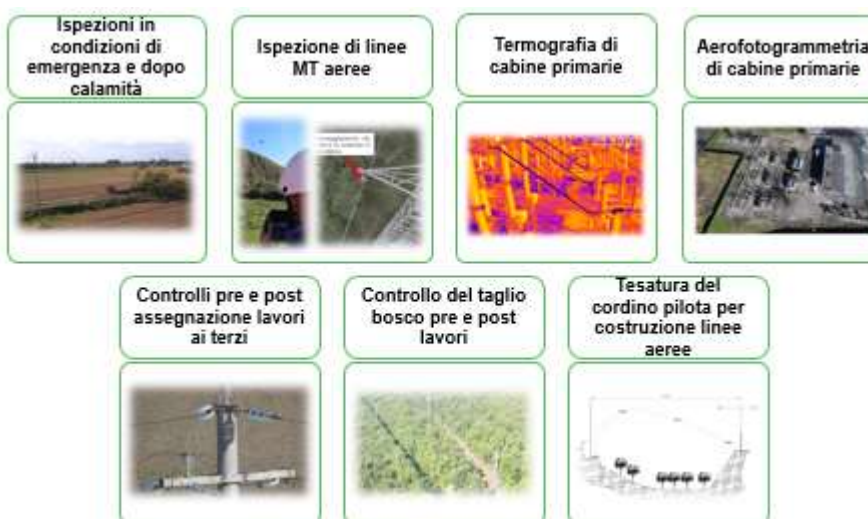 Ispezioni in
condizioni di
emergenza e dopo
calamità
Ispezione di linee
MT aeree
Termografia di
cabine primarie
Aerofotogrammetria
di cabine primarie
Controlli pre e post
assegnazione lavori
ai terzi
Controllo del taglio
bosco pre e post
lavori
Tesatura del
cordino pilota per
costruzione linee
aeree